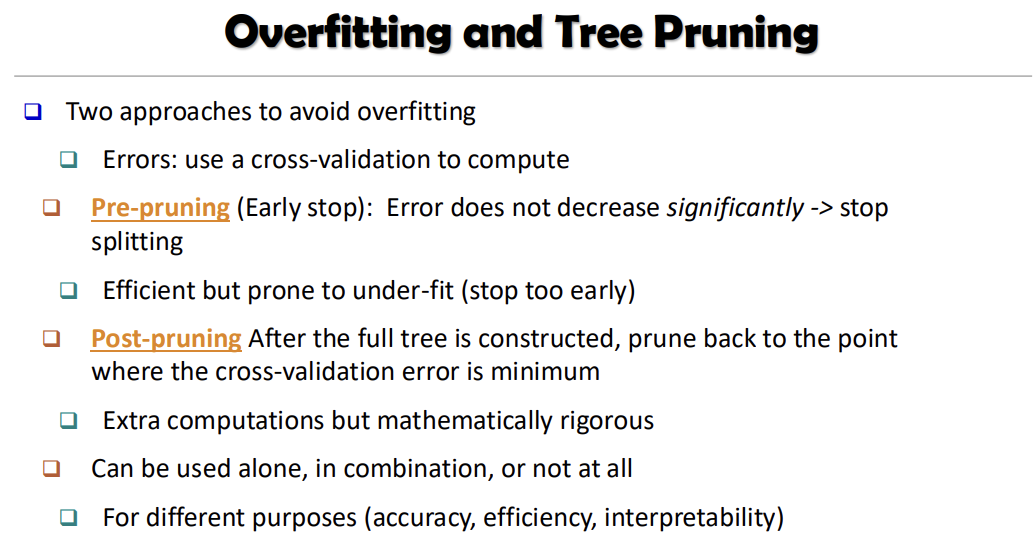 Overfitting and Tree Pruning
Two approaches to avoid overfitting
Errors: use a cross-validation to compute
Pre-pruning (Early stop): Error does not decrease significantly -> stop
splitting
Efficient but prone to under-fit (stop too early)
Post-pruning After the full tree is constructed, prune back to the point
where the cross-validation error is minimum
Extra computations but mathematically rigorous
Can be used alone, in combination, or not at all
For different purposes (accuracy, efficiency, interpretability)